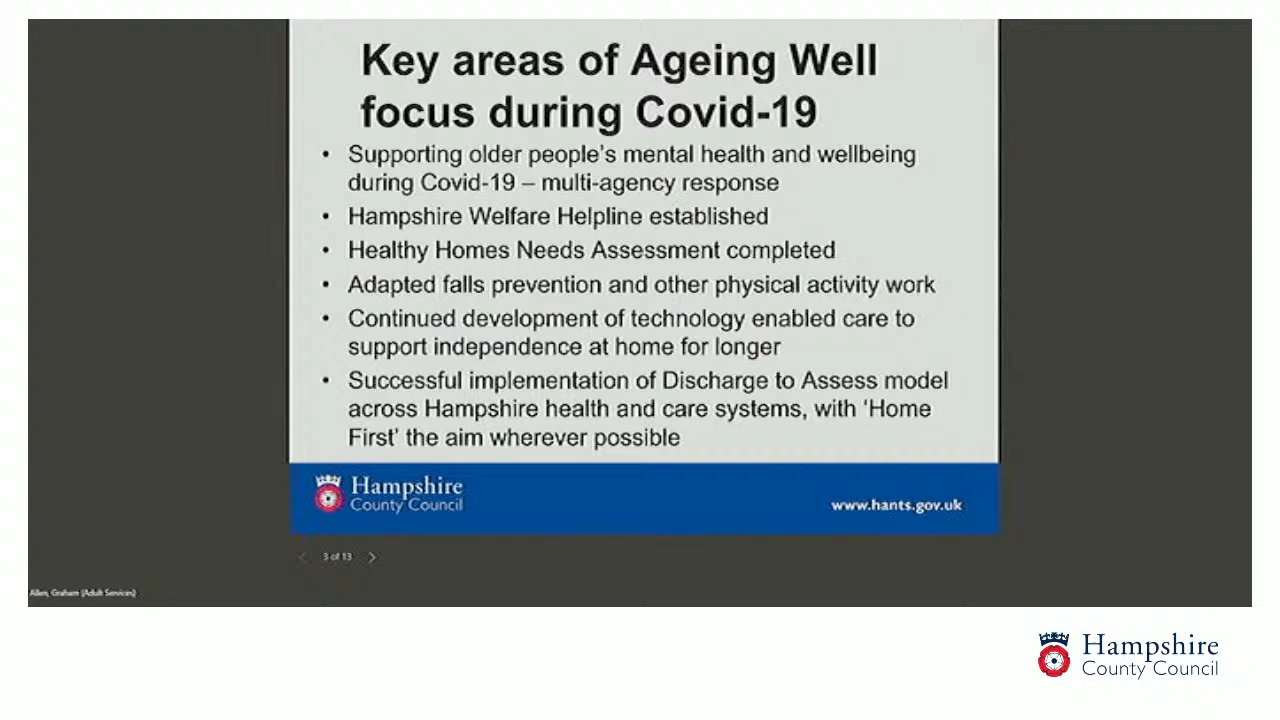 Key areas of Ageing Well
focus during Covid-19
• Supporting older people's mental health and wellbeing
during Covid-19 – multi-agency response
• Hampshire Welfare Helpline established
• Healthy Homes Needs Assessment completed
• Adapted falls prevention and other physical activity work
• Continued development of technology enabled care to
support independence at home for longer
• Successful implementation of Discharge to Assess model
across Hampshire health and care systems, with 'Home
First' the aim wherever possible
Hampshire
County Council
www.hants.gov.uk
3 of 13
Allen, Graham (Adult Services)
Hampshire
County Council